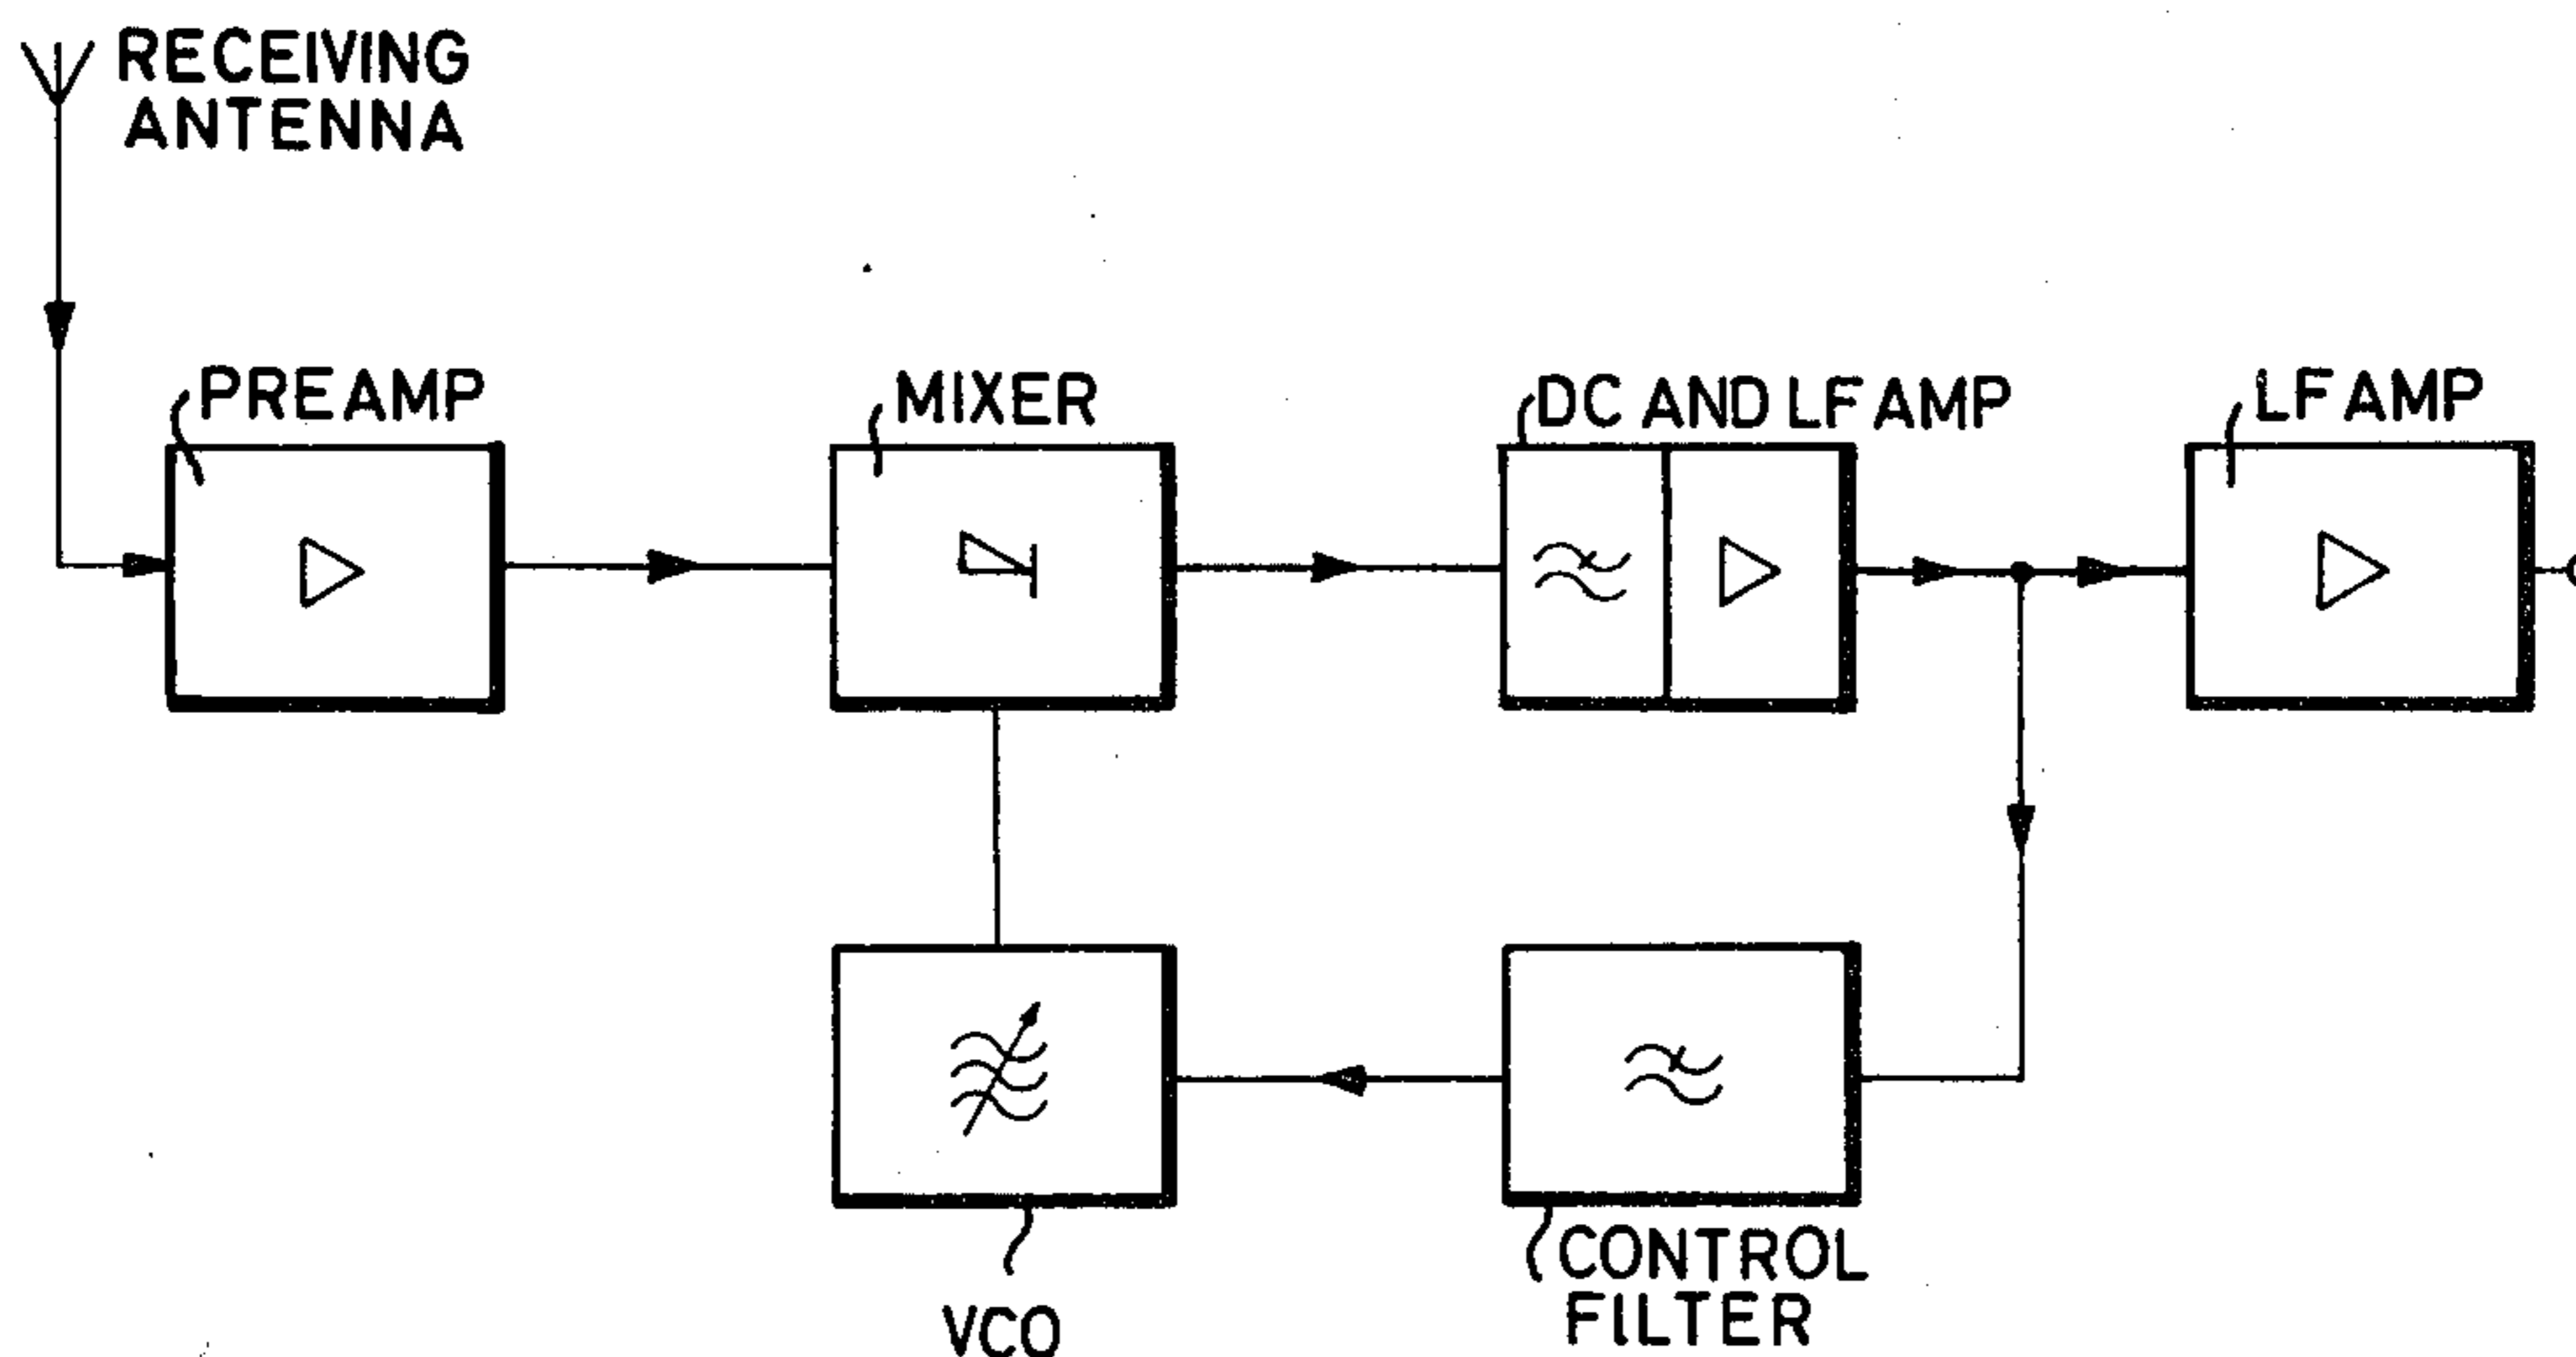 RECEIVING
ANTENNA
PREAMP
MIXER
DC AND LF AMP
LF AMP
VCO
CONTROL
FILTER